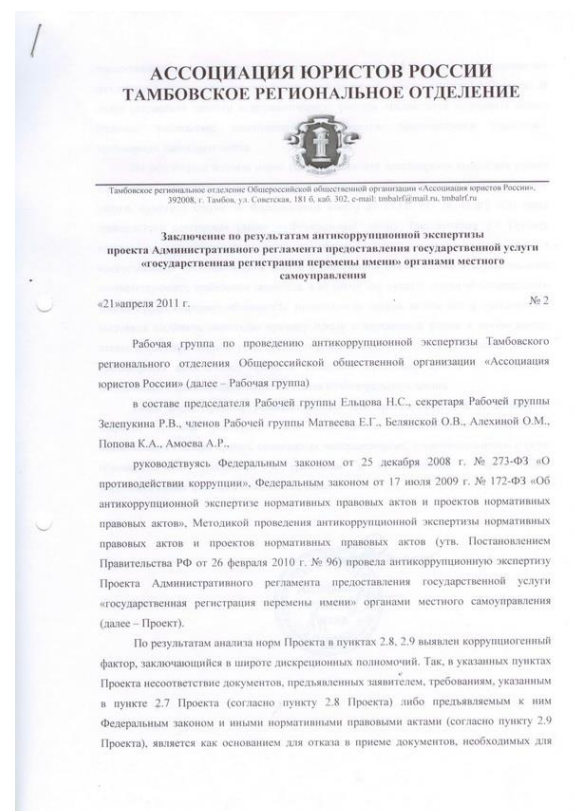 АССОЦИАЦИЯ ЮРИСТОВ РОССИИ
ТАМБОВСКОЕ РЕГИОНАЛЬНОЕ ОТДЕЛЕНИЕ
Тамбовское региональное отделение Общероссийской общественной организации «Ассоциация юристов России»,
392008, г. Тамбов, ул. Советская, 181 б, каб. 302, e-mail: tmbalrf@mail.ru, tmbalrf.ru
Заключение по результатам антикоррупционной экспертизы
проекта Административного регламента предоставления государственной услуги
«государственная регистрация перемены имени» органами местного
самоуправления
«21»апреля 2011 г. № 2
Рабочая группа по проведению антикоррупционной экспертизы Тамбовского
регионального отделения Общероссийской общественной организации «Ассоциация
юристов России» (далее – Рабочая группа)
в составе председателя Рабочей группы Ельцова Н.С., секретаря Рабочей группы
Зелепукина Р.В., членов Рабочей группы Матвеева Е.Г., Белянской О.В., Алехиной О.М.,
Попова К.А., Амоева А.Р.,
руководствуясь Федеральным законом от 25 декабря 2008 г. № 273-ФЗ «О
противодействии коррупции», Федеральным законом от 17 июля 2009 г. № 172-ФЗ «Об
антикоррупционной экспертизе нормативных правовых актов и проектов нормативных
правовых актов», Методикой проведения антикоррупционной экспертизы нормативных
правовых актов и проектов нормативных правовых актов (утв. Постановлением
Правительства РФ от 26 февраля 2010 г. № 96) провела антикоррупционную экспертизу
Проекта Административного регламента предоставления государственной услуги
«государственная регистрация перемены имени» органами местного самоуправления
(далее – Проект).
По результатам анализа норм Проекта в пунктах 2.8, 2.9 выявлен коррупциогенный
фактор, заключающийся в широте дискреционных полномочий. Так, в указанных пунктах
Проекта несоответствие документов, предъявленных заявителем, требованиям, указанным
в пункте 2.7 Проекта (согласно пункту 2.8 Проекта) либо предъявляемым к ним
Федеральным законом и иными нормативными правовыми актами (согласно пункту 2.9
Проекта), является как основанием для отказа в приеме документов, необходимых для